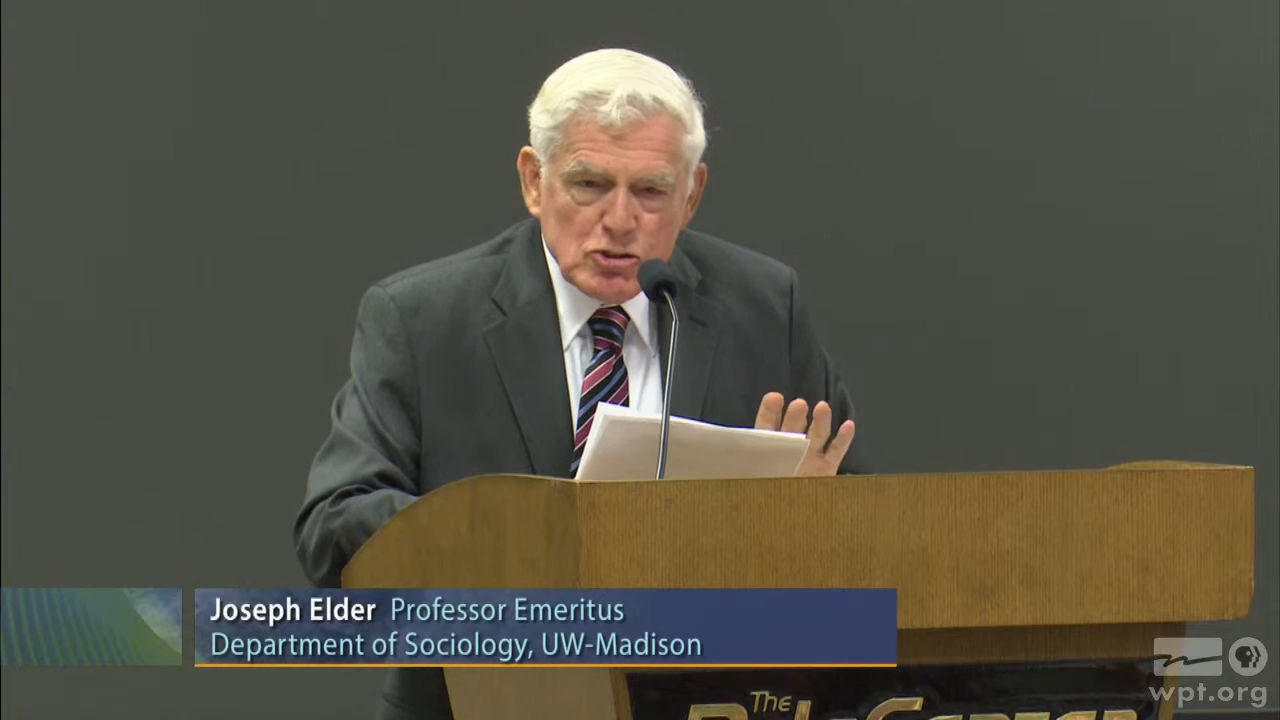 Joseph Elder Professor Emeritus
Department of Sociology, UW-Madison
The
wpt.org